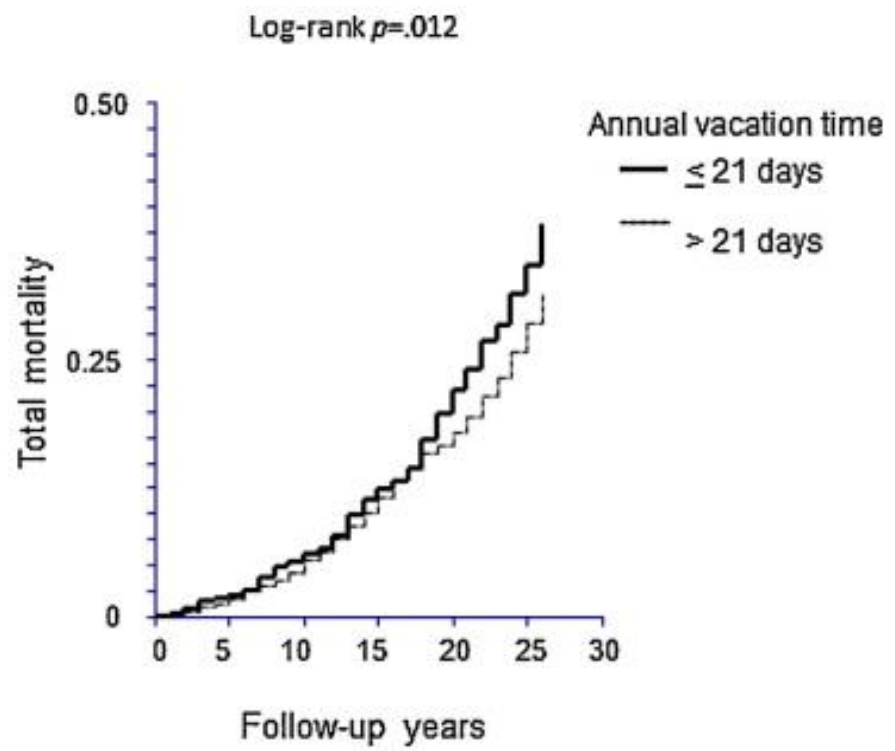 Log-rank p=.012
0.50
Annual vacation time
≤ 21 days
> 21 days
Total mortality
0.25
0
0 5 10 15 20 25 30
Follow-up years